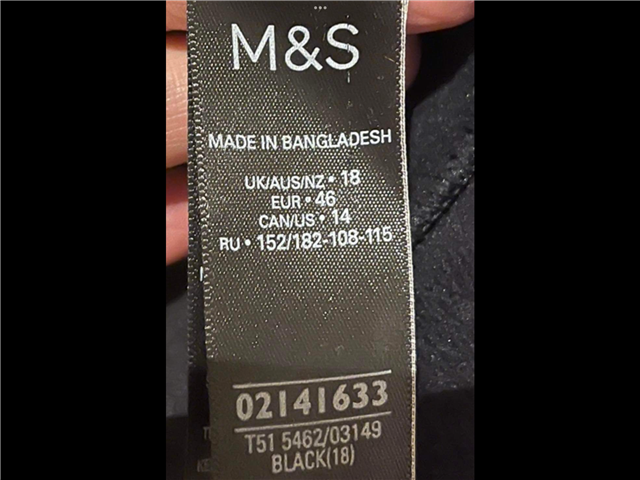 M&S
MADE IN BANGLADESH
UK/AUS/NZ • 18
EUR • 46
CAN/US • 14
RU • 152/182-108-115
02141633
T51 5462/03149
BLACK(18)